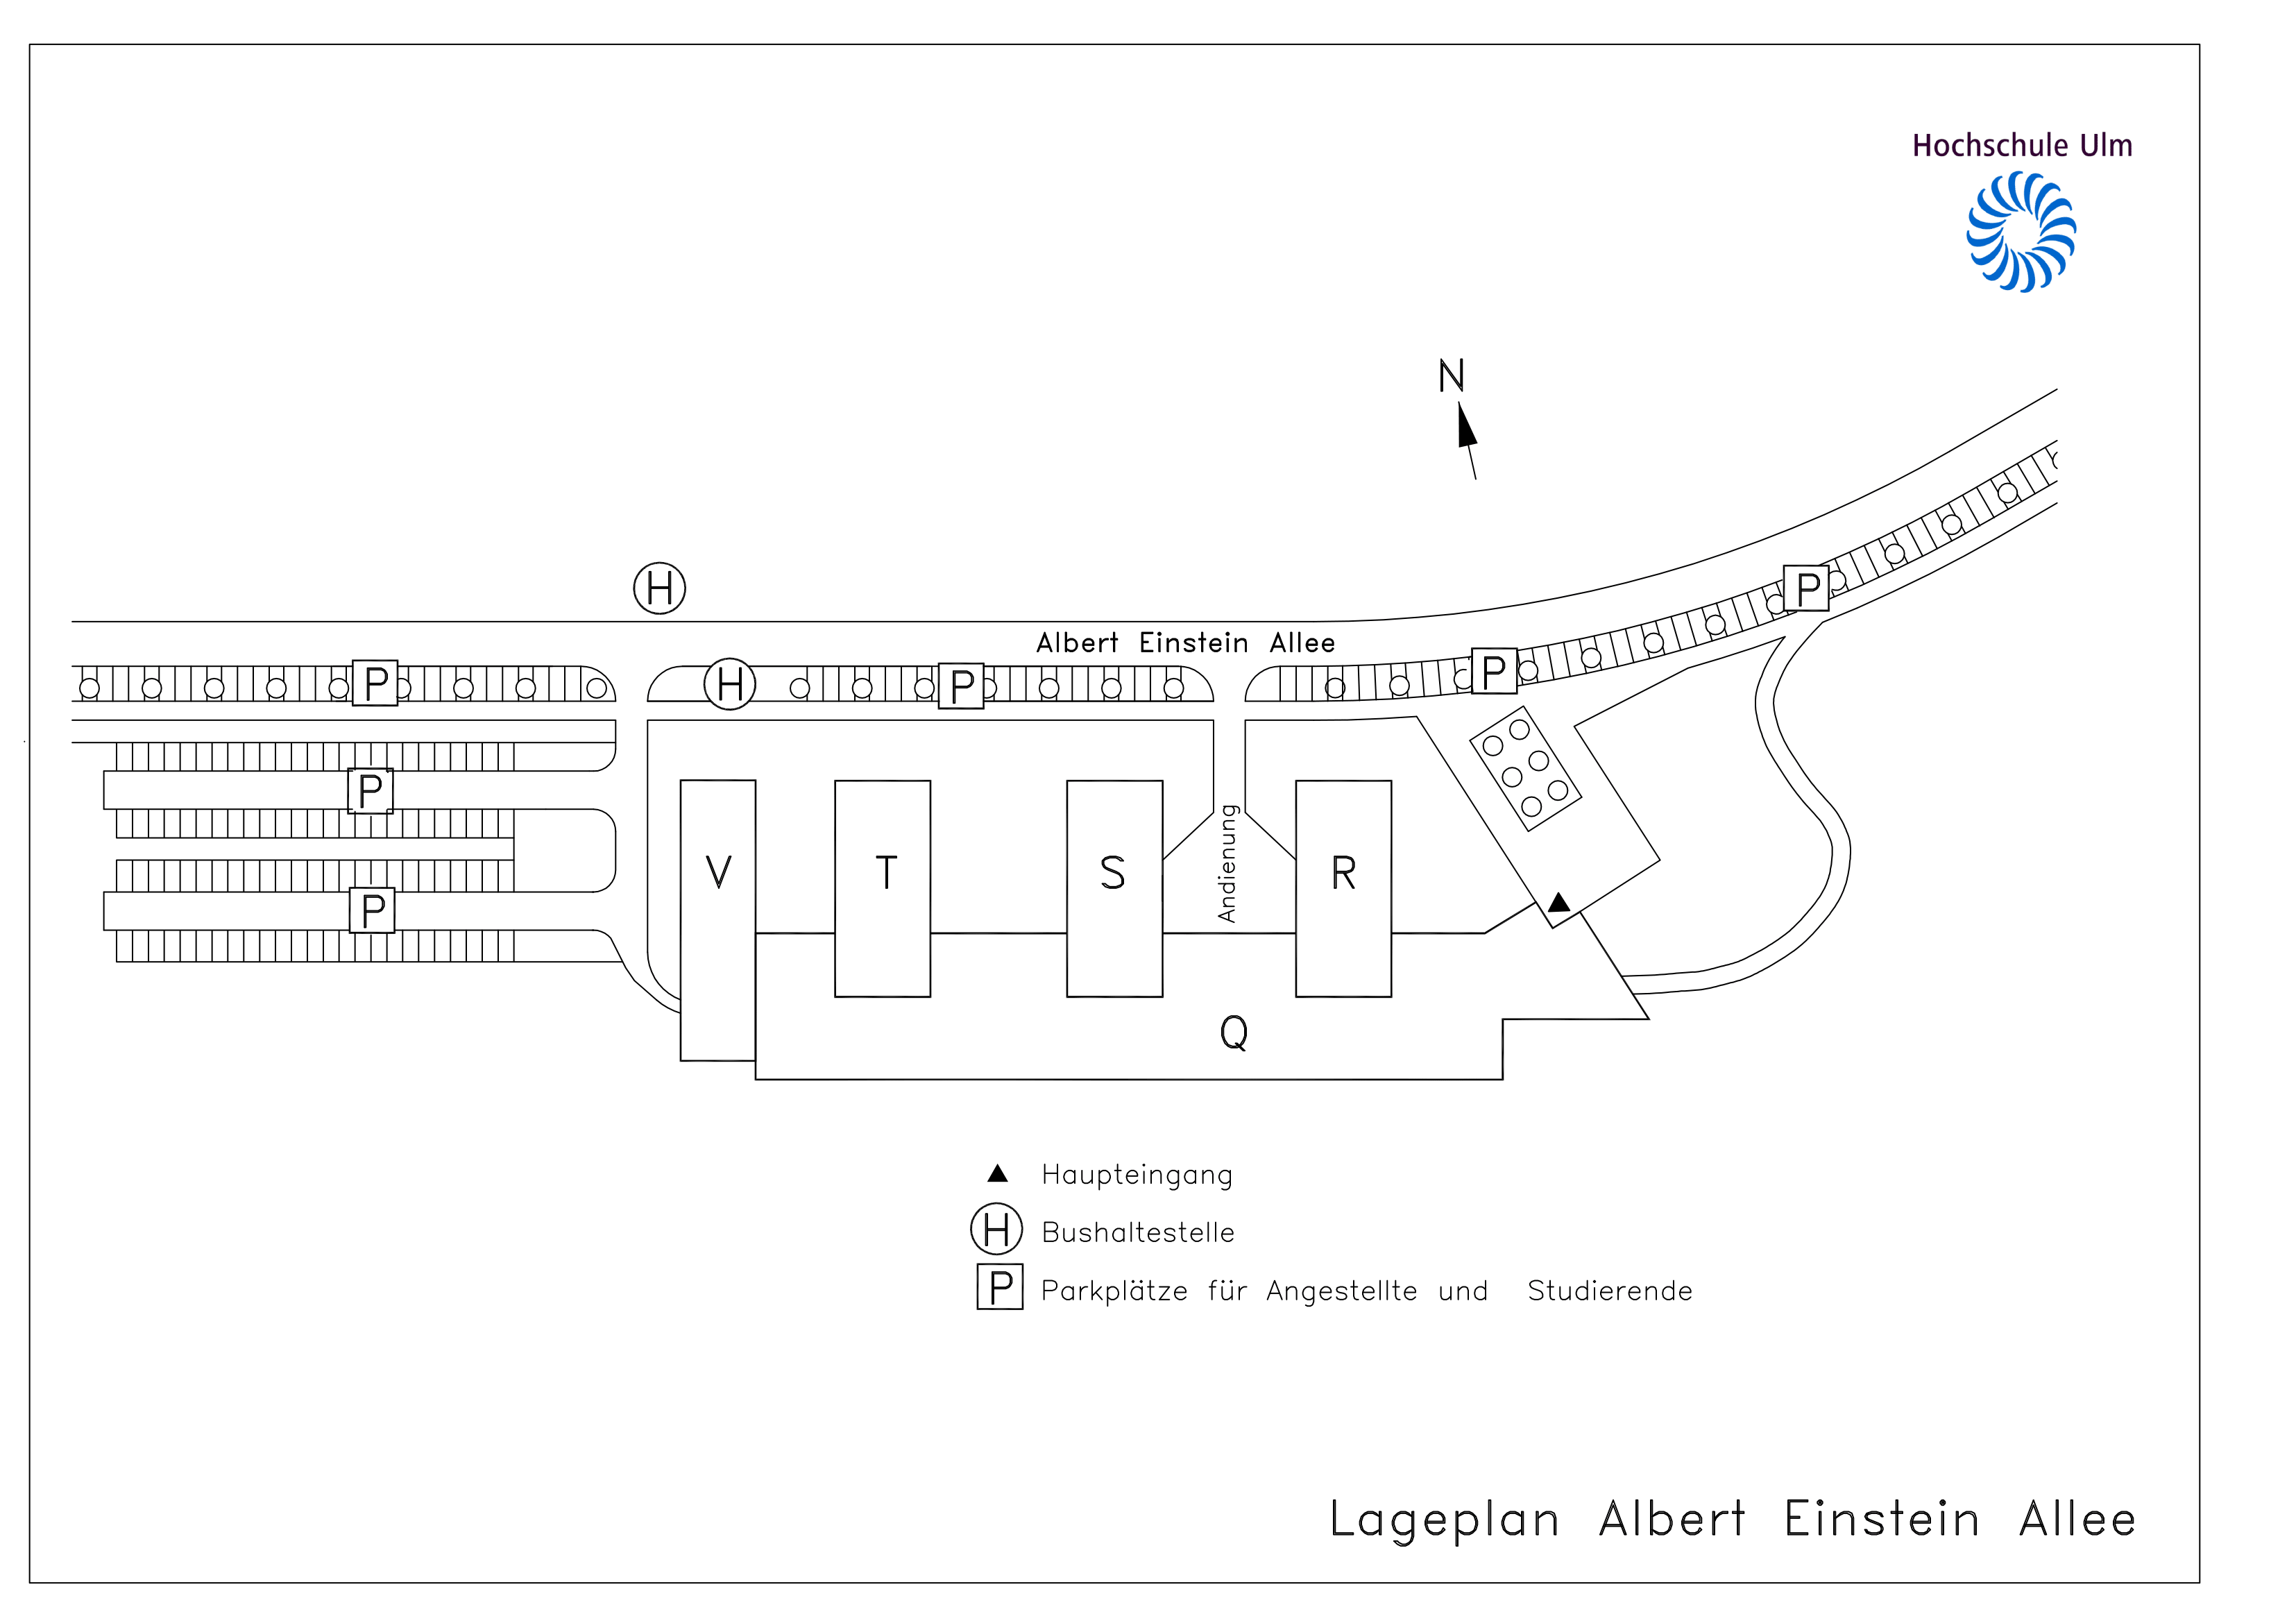 Hochschule Ulm
N
H
Albert Einstein Allee
P
H
P
P
P
P
P
V
T
S
Andienung
R
Q
Haupteingang
H Bushaltestelle
P Parkplätze für Angestellte und Studierende
Lageplan Albert Einstein Allee